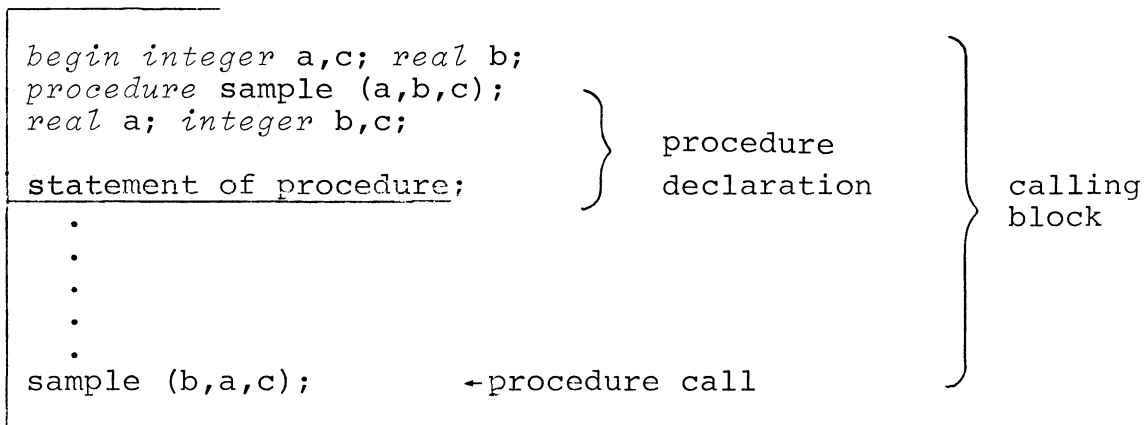 begin integer a,c; real b;
procedure sample (a,b,c);
real a; integer b,c;
procedure
statement of procedure;
declaration
calling
block
.
.
.
.
.
sample (b,a,c); ←procedure call